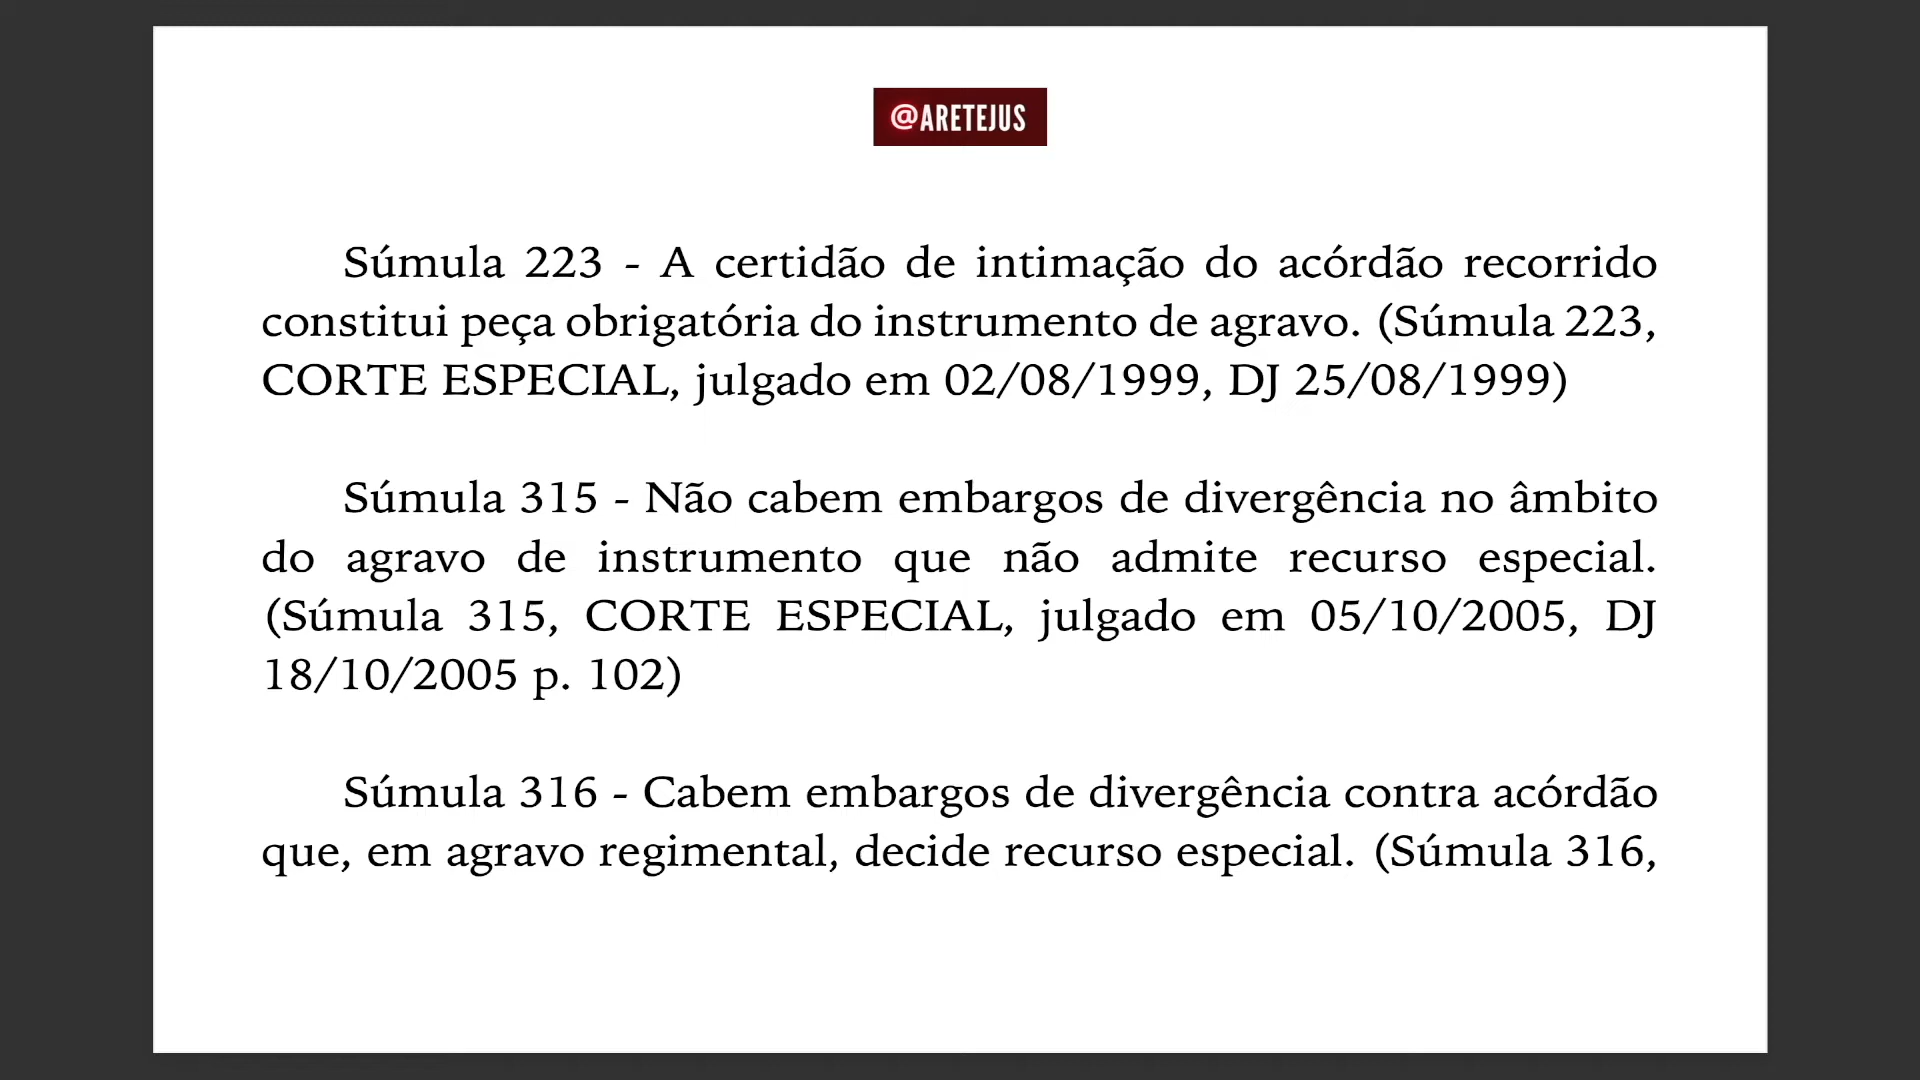 @ARETEJUS
Súmula 223 - A certidão de intimação do acórdão recorrido
constitui peça obrigatória do instrumento de agravo. (Súmula 223,
CORTE ESPECIAL, julgado em 02/08/1999, DJ 25/08/1999)
Súmula 315 - Não cabem embargos de divergência no âmbito
do agravo de instrumento que não admite recurso especial.
(Súmula 315, CORTE ESPECIAL, julgado em 05/10/2005, DJ
18/10/2005 p. 102)
Súmula 316 - Cabem embargos de divergência contra acórdão
que, em agravo regimental, decide recurso especial. (Súmula 316,